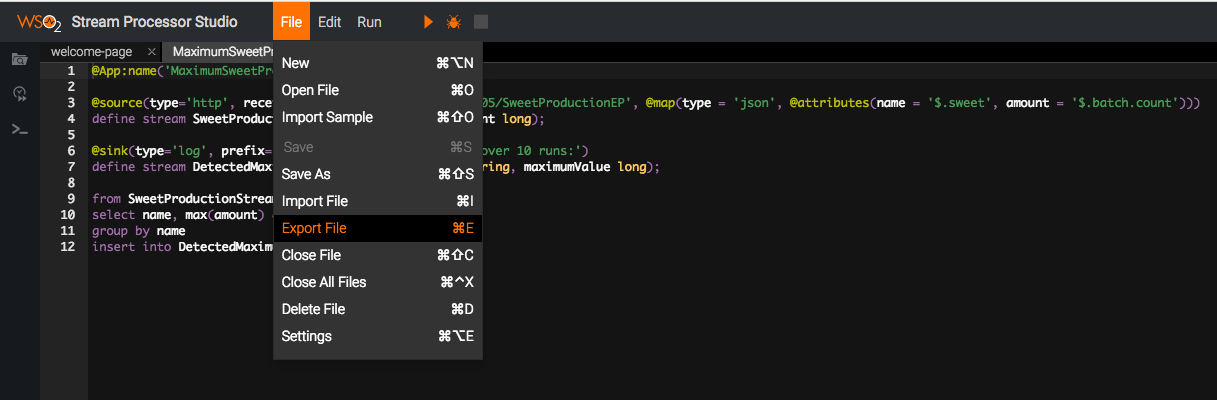 WSO2 Stream Processor Studio File Edit Run
welcome-page × MaximumSweetPr
New ⌘⌥N
Open File ⌘O
Import Sample ⌘⇧O
Save ⌘S
Save As ⌘⇧S
Import File ⌘I
Export File ⌘E
Close File ⌘⇧C
Close All Files ⌘^X
Delete File ⌘D
Settings ⌘⌥E
1 @App:name('MaximumSweetPr
2
3 @source(type='http', rece 05/SweetProductionEP', @map(type = 'json', @attributes(name = '$.sweet', amount = '$.batch.count')))
4 define stream SweetProduc nt long);
5
6 @sink(type='log', prefix= over 10 runs:')
7 define stream DetectedMax ring, maximumValue long);
8
9 from SweetProductionStrea
10 select name, max(amount)
11 group by name
12 insert into DetectedMaxim